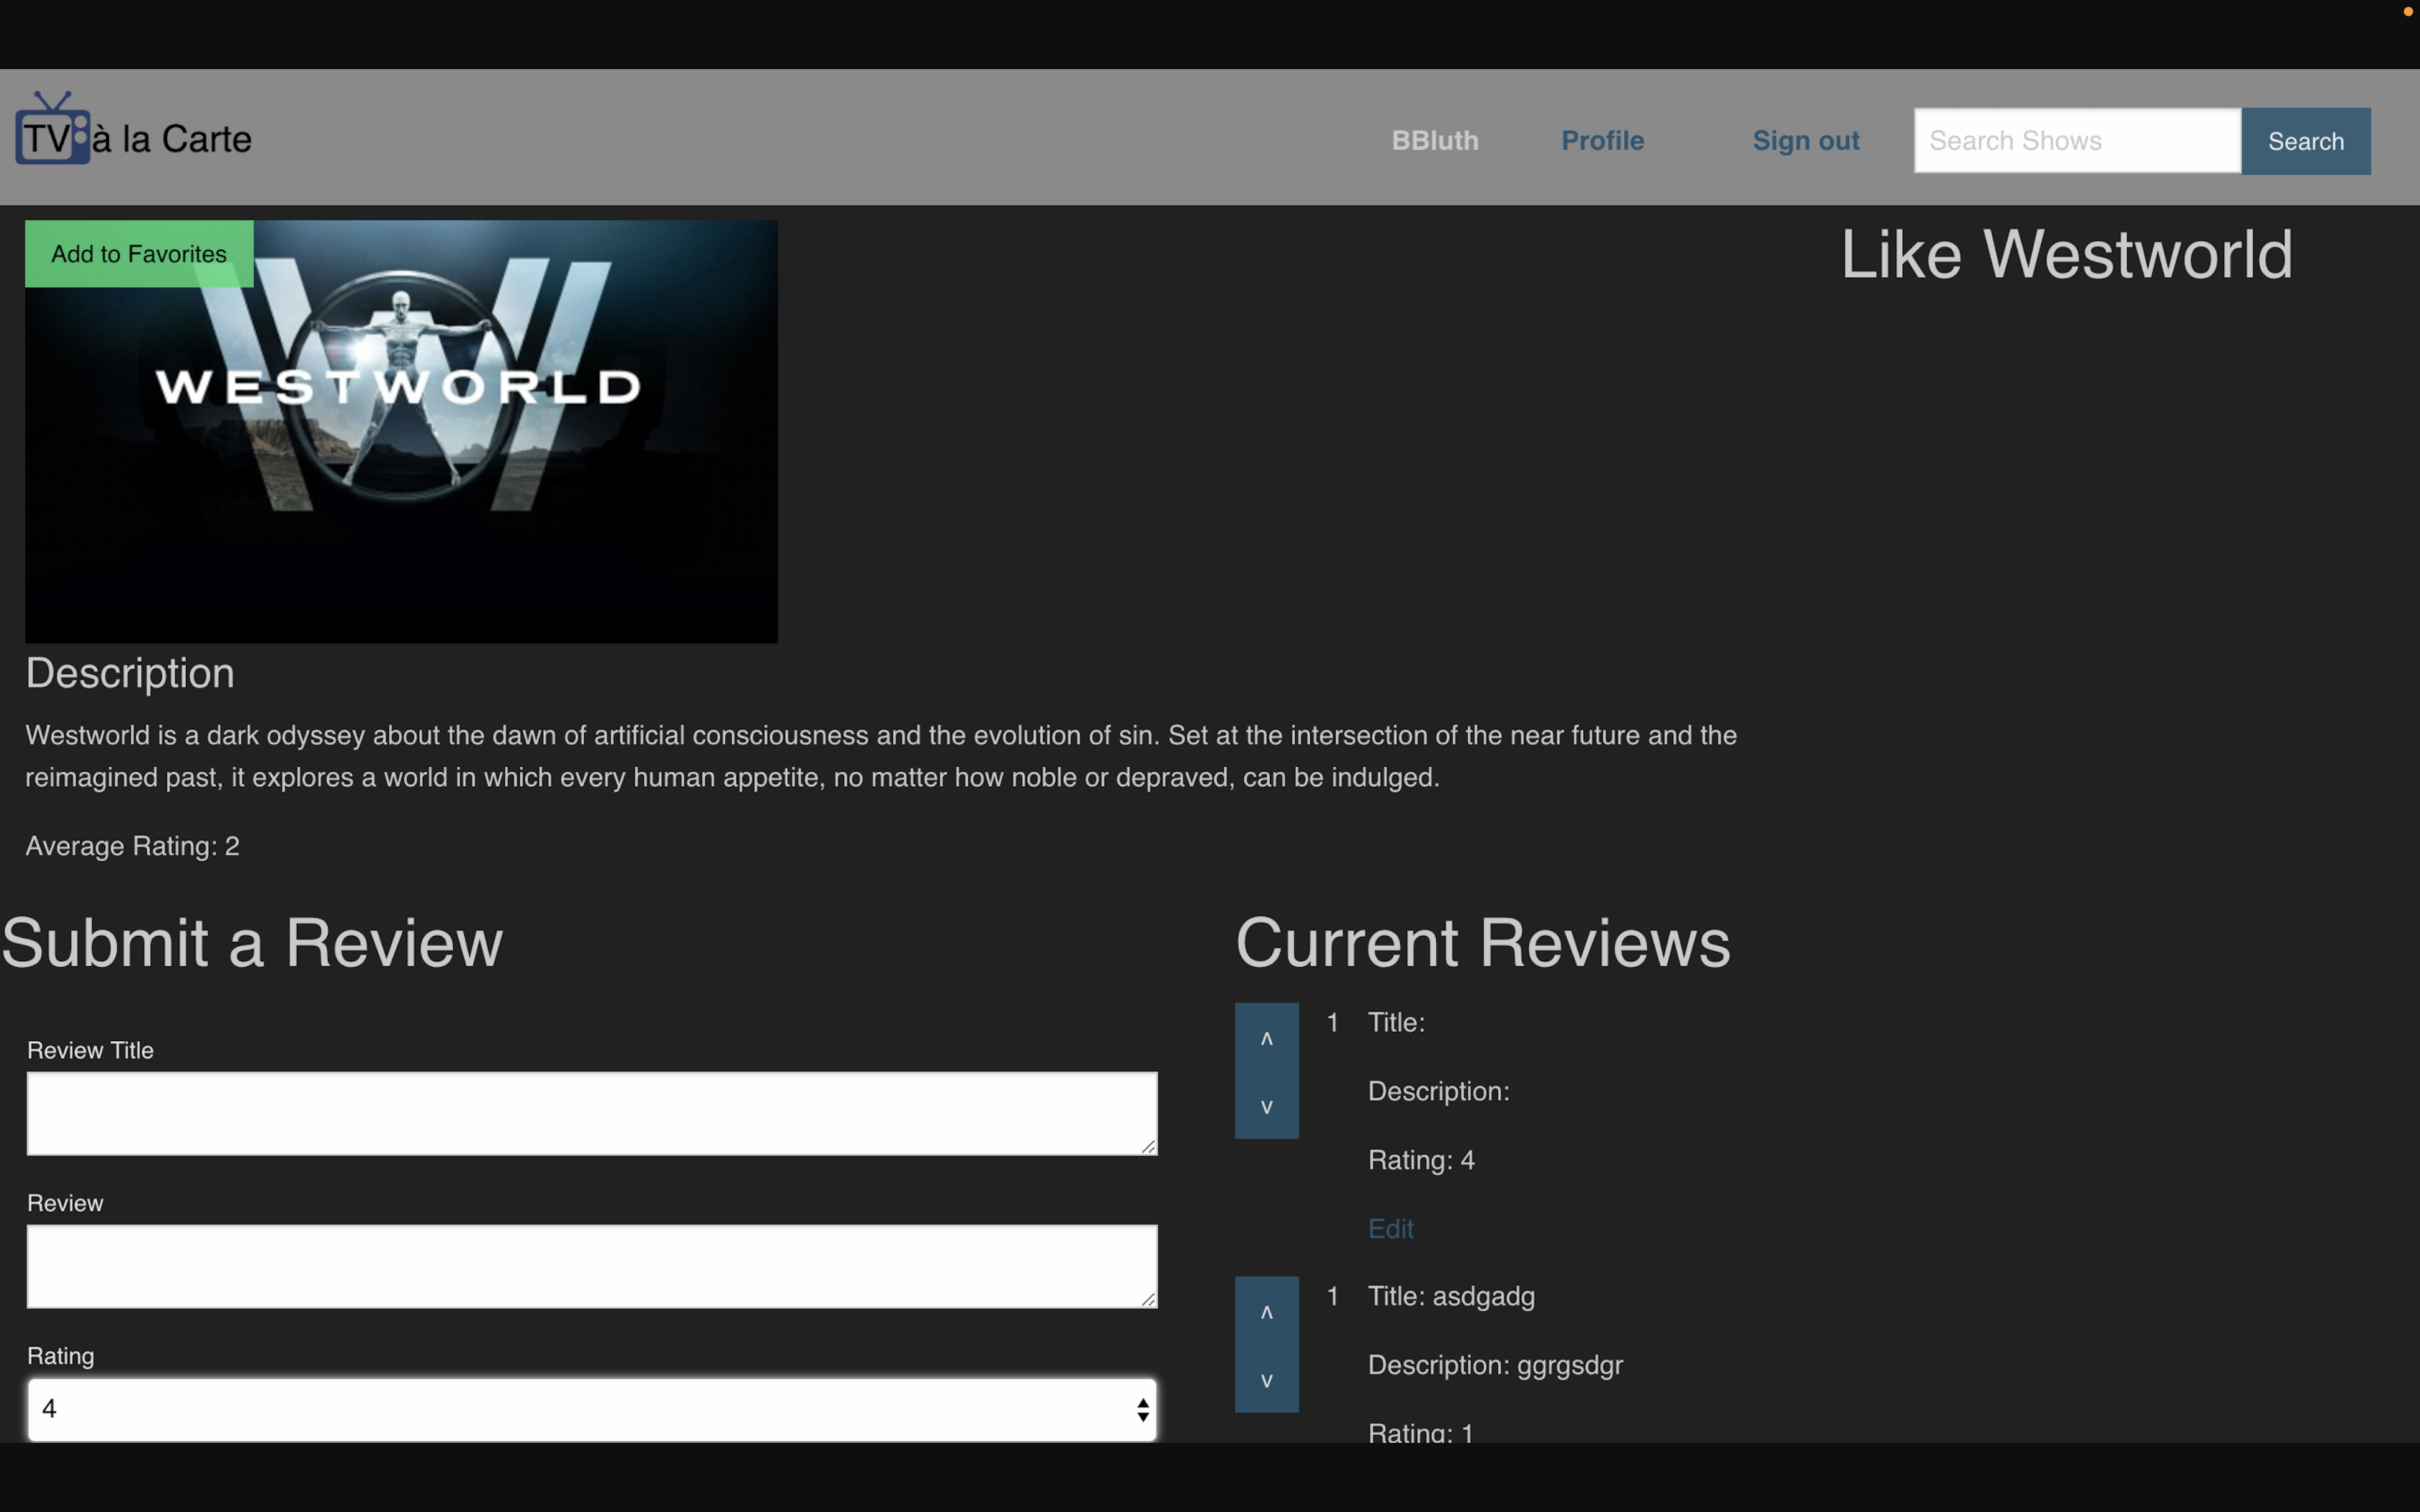 TV à la Carte
BBluth
Profile
Sign out
Search Shows
Search
Add to Favorites
WESTWORLD
Like Westworld
Description
Westworld is a dark odyssey about the dawn of artificial consciousness and the evolution of sin. Set at the intersection of the near future and the
reimagined past, it explores a world in which every human appetite, no matter how noble or depraved, can be indulged.
Average Rating: 2
Submit a Review
Review Title
Review
Rating
4
Current Reviews
ʌ
v
1
Title:
Description:
Rating: 4
Edit
ʌ
v
1
Title: asdgadg
Description: ggrgsdgr
Rating: 1